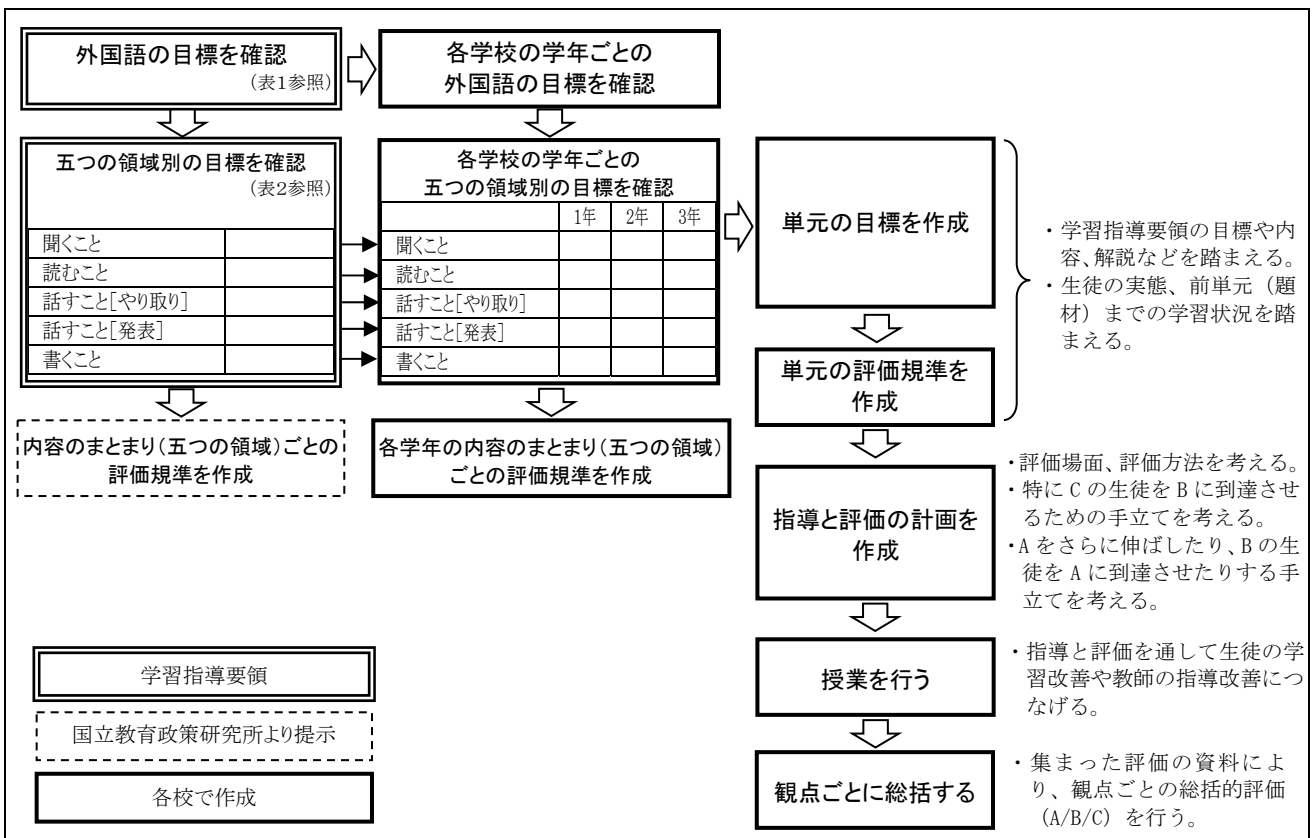 外国語の目標を確認
(表1参照)
各学校の学年ごとの
外国語の目標を確認
五つの領域別の目標を確認
(表2参照)
聞くこと
読むこと
話すこと[やり取り]
話すこと[発表]
書くこと
各学校の学年ごとの
五つの領域別の目標を確認
1年 2年 3年
聞くこと
読むこと
話すこと[やり取り]
話すこと[発表]
書くこと
内容のまとまり(五つの領域)ごとの
評価規準を作成
各学年の内容のまとまり(五つの領域)
ごとの評価規準を作成
単元の目標を作成
単元の評価規準を
作成
・学習指導要領の目標や内
容、解説などを踏まえる。
・生徒の実態、前単元(題
材)までの学習状況を踏
まえる。
指導と評価の計画を
作成
・評価場面、評価方法を考える。
・特に C の生徒を B に到達させ
るための手立てを考える。
・A をさらに伸ばしたり、B の生
徒を A に到達させたりする手
立てを考える。
授業を行う
・指導と評価を通して生徒の学
習改善や教師の指導改善につ
なげる。
観点ごとに総括する
・集まった評価の資料によ
り、観点ごとの総括的評価
(A/B/C)を行う。
学習指導要領
国立教育政策研究所より提示
各校で作成